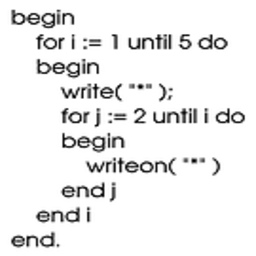 begin
for i := 1 until 5 do
begin
write( "*" );
for j := 2 until i do
begin
writeon( "*" )
end j
end i
end.